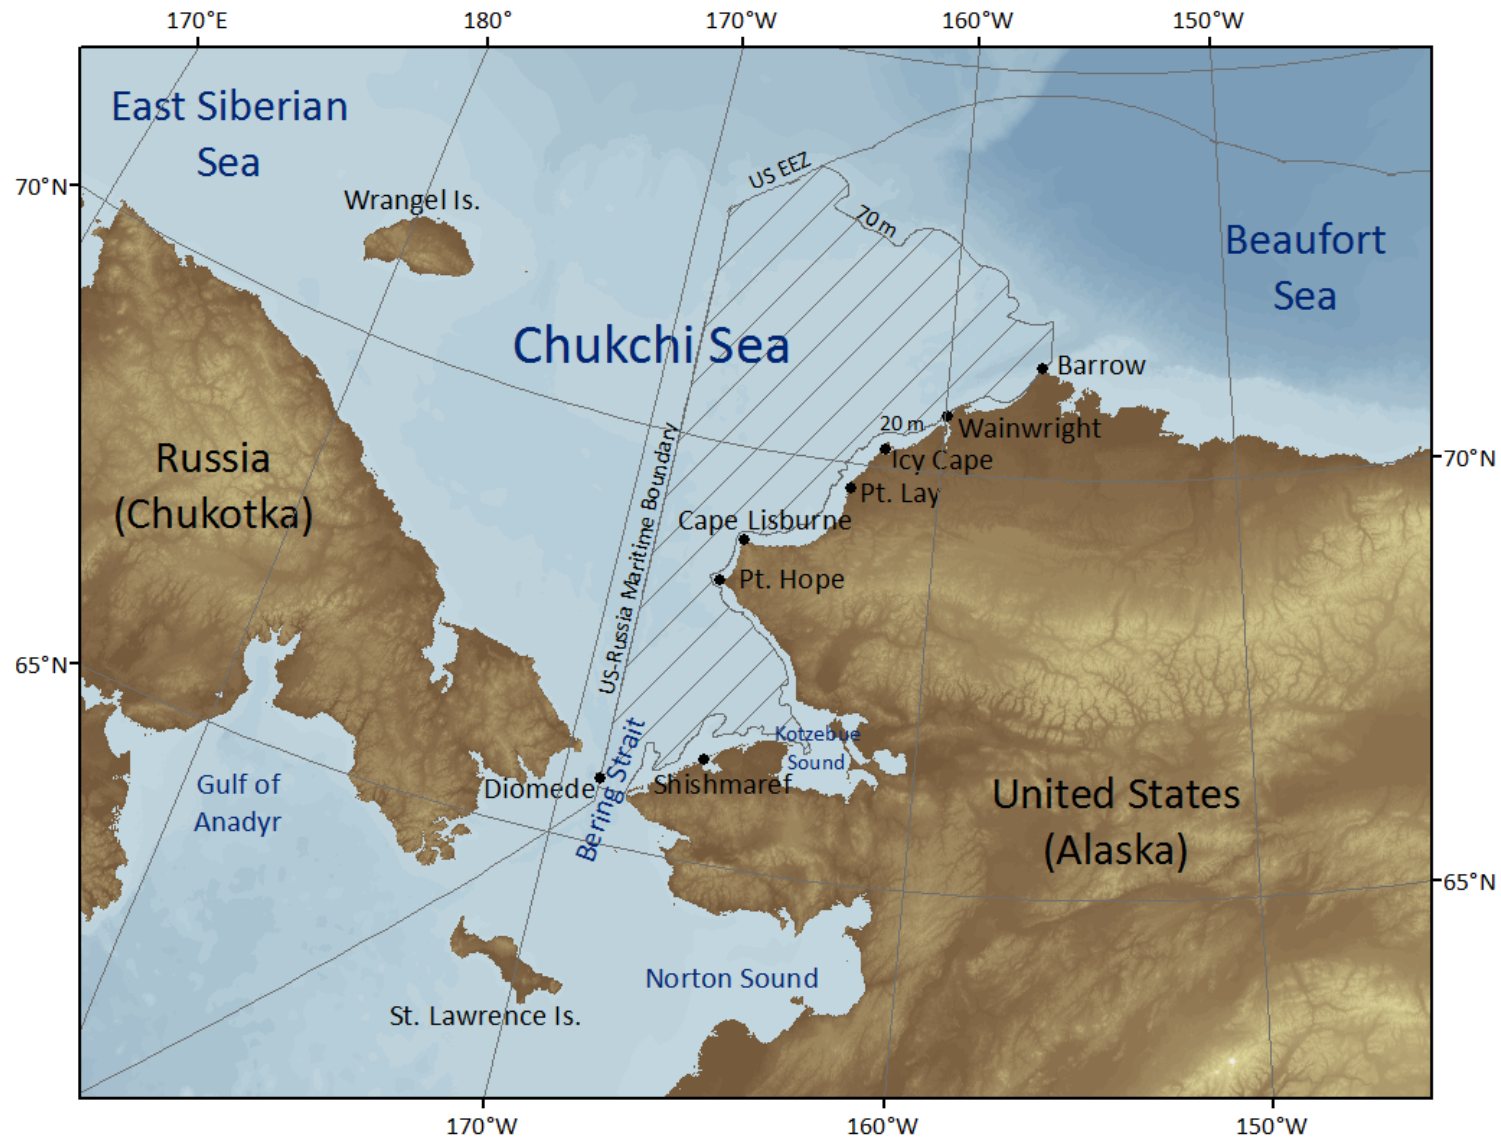 170°E
180°
170°W
160°W
150°W
East Siberian
Sea
US EEZ
70°N
Wrangel Is.
70 m
Beaufort
Sea
Chukchi Sea
Barrow
20 m
Wainwright
Russia
(Chukotka)
US-Russia Maritime Boundary
Icy Cape
70°N
Pt. Lay
Cape Lisburne
Pt. Hope
65°N
Kotzebue
Sound
Bering Strait
Diomede
Shishmaref
Gulf of
Anadyr
United States
(Alaska)
65°N
Norton Sound
St. Lawrence Is.
170°W
160°W
150°W